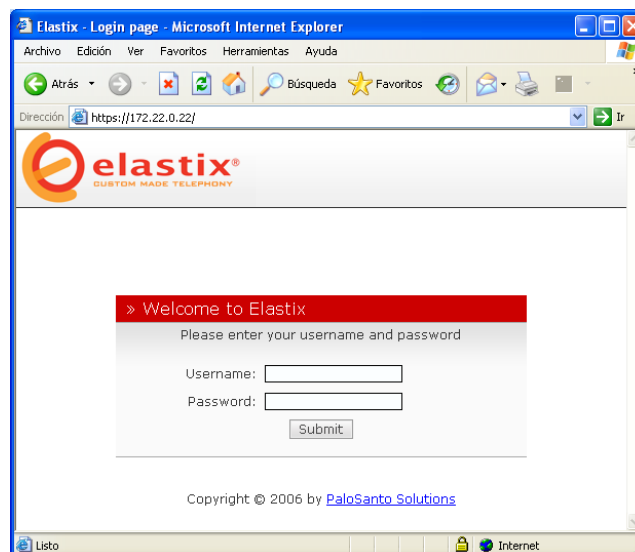 Elastix - Login page - Microsoft Internet Explorer
Archivo Edición Ver Favoritos Herramientas Ayuda
Atrás Búsqueda Favoritos
Dirección https://172.22.0.22/ Ir
elastix®
CUSTOM MADE TELEPHONY
» Welcome to Elastix
Please enter your username and password
Username:
Password:
Submit
Copyright © 2006 by PaloSanto Solutions
Listo Internet